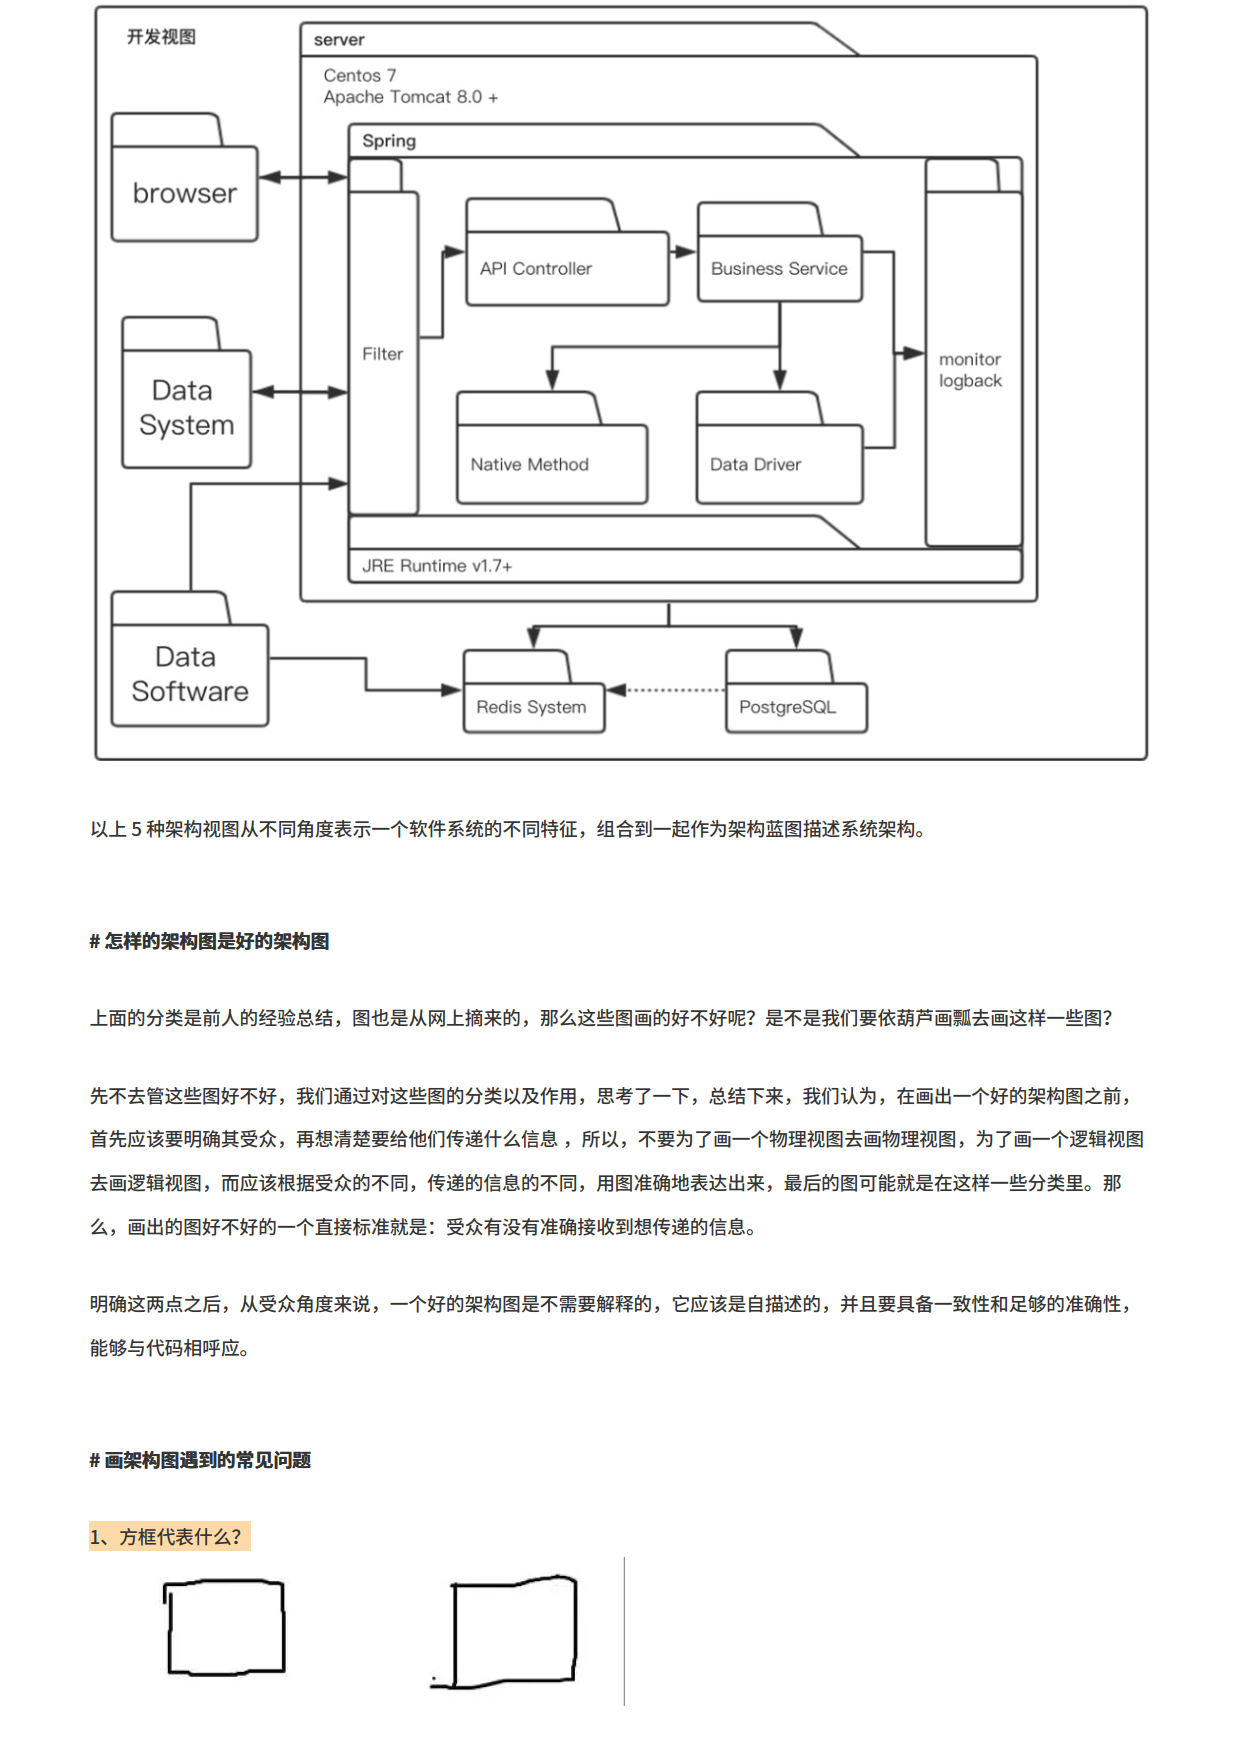 开发视图
server
Centos 7
Apache Tomcat 8.0 +
Spring
browser
API Controller
Business Service
Filter
monitor
logback
Data
System
Native Method
Data Driver
JRE Runtime v1.7+
Data
Software
Redis System
PostgreSQL
以上 5 种架构视图从不同角度表示一个软件系统的不同特征，组合到一起作为架构蓝图描述系统架构。
# 怎样的架构图是好的架构图
上面的分类是前人的经验总结，图也是从网上摘来的，那么这些图画的好不好呢？是不是我们要依葫芦画瓢去画这样一些图？
先不去管这些图好不好，我们通过对这些图的分类以及作用，思考了一下，总结下来，我们认为，在画出一个好的架构图之前，
首先应该要明确其受众，再想清楚要给他们传递什么信息 ，所以，不要为了画一个物理视图去画物理视图，为了画一个逻辑视图
去画逻辑视图，而应该根据受众的不同，传递的信息的不同，用图准确地表达出来，最后的图可能就是在这样一些分类里。那
么，画出的图好不好的一个直接标准就是：受众有没有准确接收到想传递的信息。
明确这两点之后，从受众角度来说，一个好的架构图是不需要解释的，它应该是自描述的，并且要具备一致性和足够的准确性，
能够与代码相呼应。
# 画架构图遇到的常见问题
1、方框代表什么？